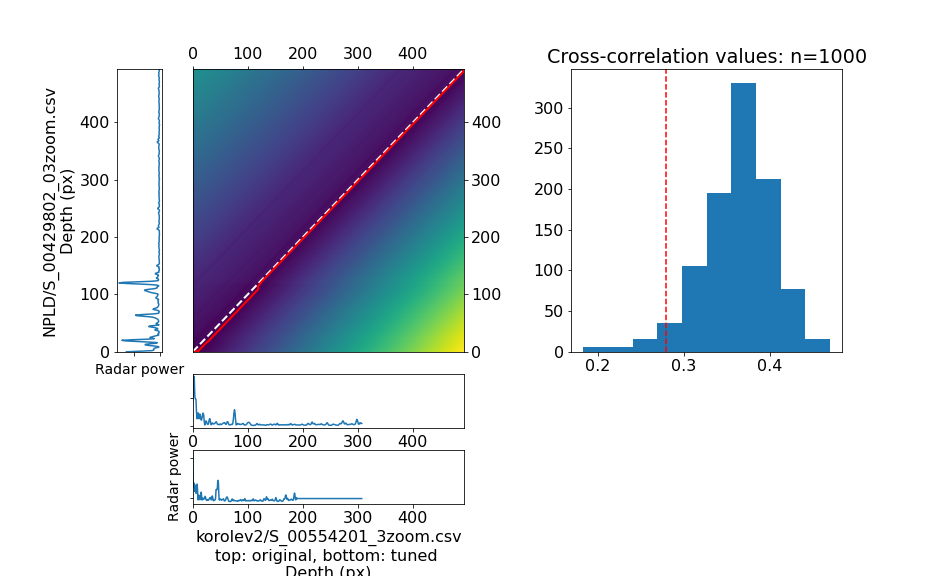 0 100 200 300 400
Cross-correlation values: n=1000
NPLD/S_00429802_03zoom.csv
Depth (px)
400
300
200
100
0
Radar power
400
300
200
100
0
300
250
200
150
100
50
0
0.2 0.3 0.4
0 100 200 300 400
Radar power
0 100 200 300 400
korolev2/S_00554201_3zoom.csv
top: original, bottom: tuned
Depth (px)